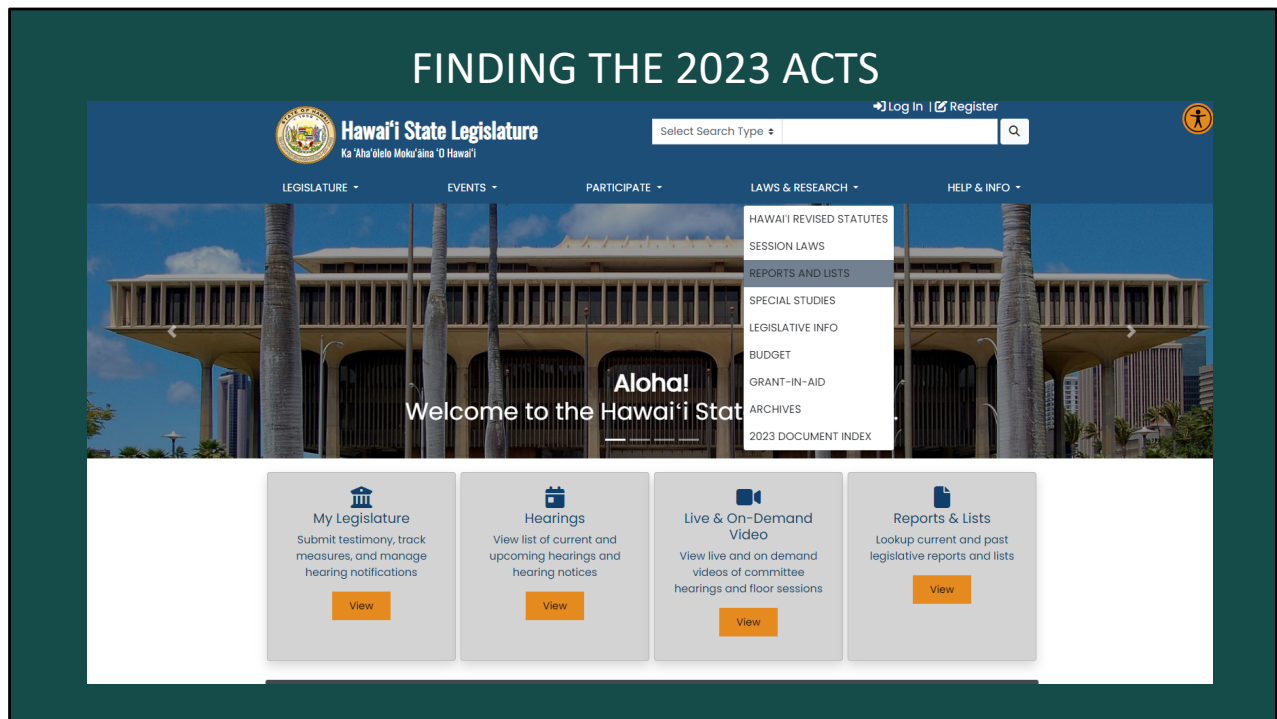 FINDING THE 2023 ACTS
Log In | Register
Hawaiʻi State Legislature
Ka ʻAhaʻōlelo Mokuʻāina ʻO Hawaiʻi
Select Search Type
LEGISLATURE
EVENTS
PARTICIPATE
LAWS & RESEARCH
HELP & INFO
HAWAI'I REVISED STATUTES
SESSION LAWS
REPORTS AND LISTS
SPECIAL STUDIES
LEGISLATIVE INFO
BUDGET
GRANT-IN-AID
ARCHIVES
2023 DOCUMENT INDEX
Aloha!
Welcome to the Hawaiʻi Stat
My Legislature
Submit testimony, track
measures, and manage
hearing notifications
View
Hearings
View list of current and
upcoming hearings and
hearing notices
View
Live & On-Demand
Video
View live and on demand
videos of committee
hearings and floor sessions
View
Reports & Lists
Lookup current and past
legislative reports and lists
View